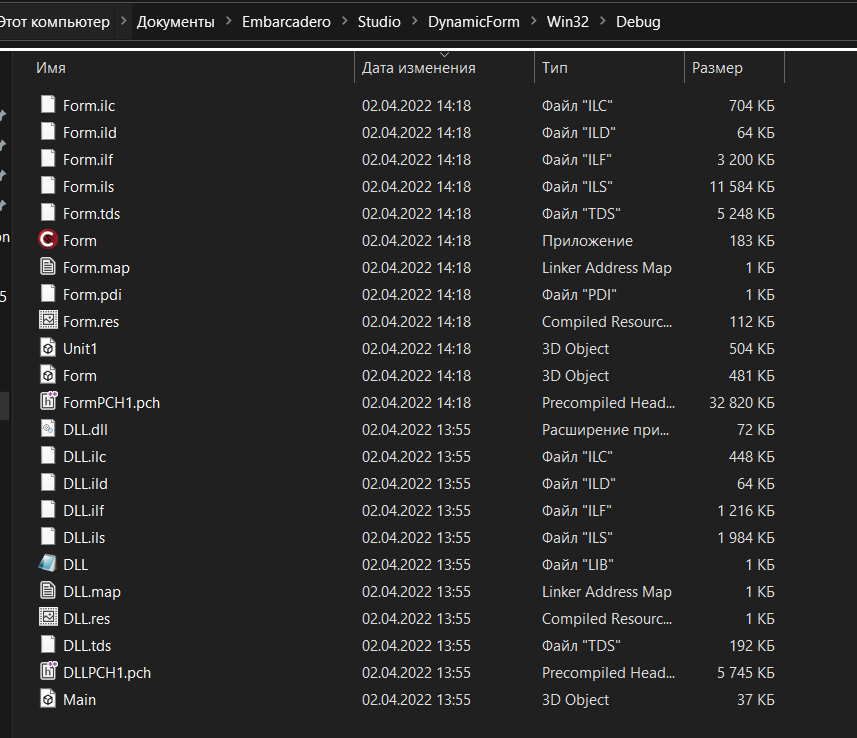 Этот компьютер > Документы > Embarcadero > Studio > DynamicForm > Win32 > Debug
Имя Дата изменения Тип Размер
Form.ilc 02.04.2022 14:18 Файл "ILC" 704 КБ
Form.ild 02.04.2022 14:18 Файл "ILD" 64 КБ
Form.ilf 02.04.2022 14:18 Файл "ILF" 3 200 КБ
Form.ils 02.04.2022 14:18 Файл "ILS" 11 584 КБ
Form.tds 02.04.2022 14:18 Файл "TDS" 5 248 КБ
on
Form 02.04.2022 14:18 Приложение 183 КБ
Form.map 02.04.2022 14:18 Linker Address Map 1 КБ
5
Form.pdi 02.04.2022 14:18 Файл "PDI" 1 КБ
Form.res 02.04.2022 14:18 Compiled Resourc... 112 КБ
Unit1 02.04.2022 14:18 3D Object 504 КБ
Form 02.04.2022 14:18 3D Object 481 КБ
FormPCH1.pch 02.04.2022 14:18 Precompiled Head... 32 820 КБ
DLL.dll 02.04.2022 13:55 Расширение при... 72 КБ
DLL.ilc 02.04.2022 13:55 Файл "ILC" 448 КБ
DLL.ild 02.04.2022 13:55 Файл "ILD" 64 КБ
DLL.ilf 02.04.2022 13:55 Файл "ILF" 1 216 КБ
DLL.ils 02.04.2022 13:55 Файл "ILS" 1 984 КБ
DLL 02.04.2022 13:55 Файл "LIB" 1 КБ
DLL.map 02.04.2022 13:55 Linker Address Map 1 КБ
DLL.res 02.04.2022 13:55 Compiled Resourc... 1 КБ
DLL.tds 02.04.2022 13:55 Файл "TDS" 192 КБ
DLLPCH1.pch 02.04.2022 13:55 Precompiled Head... 5 745 КБ
Main 02.04.2022 13:55 3D Object 37 КБ